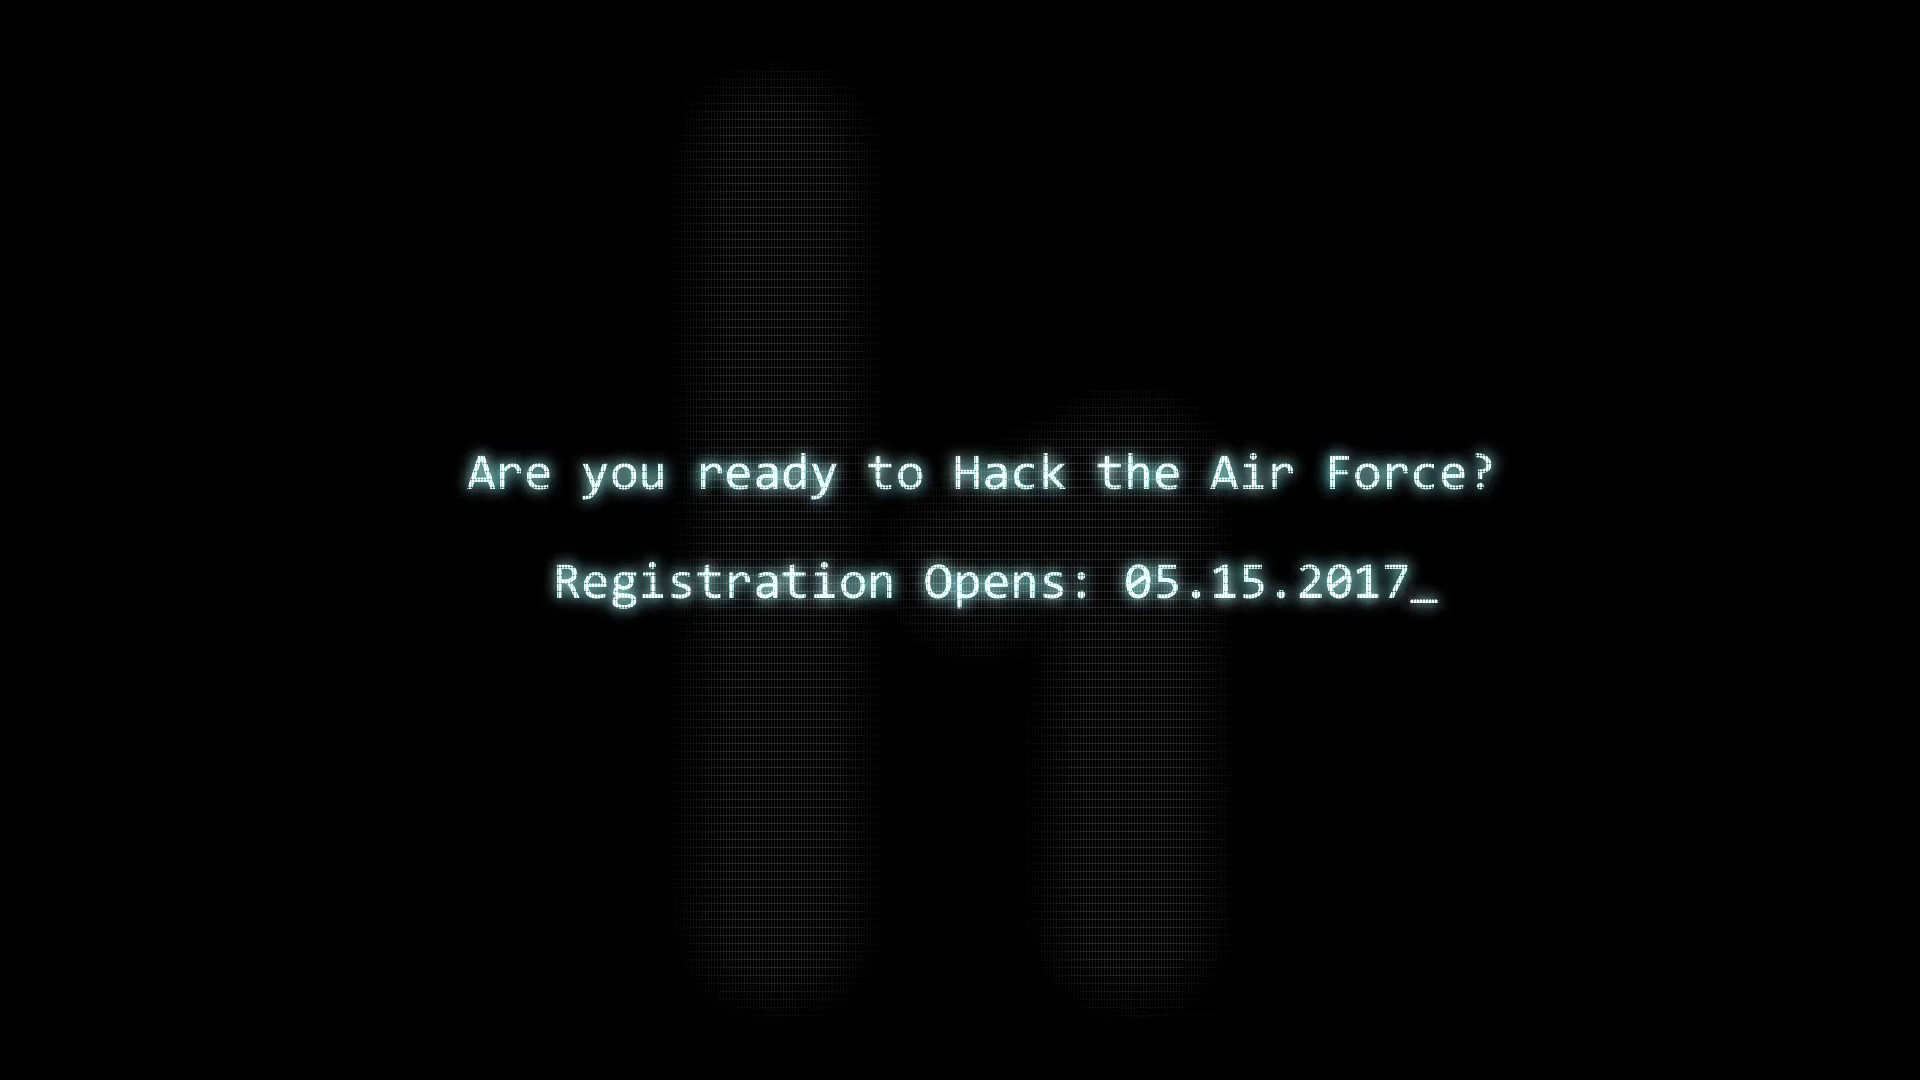 Are you ready to Hack the Air Force?
Registration Opens: 05.15.2017_